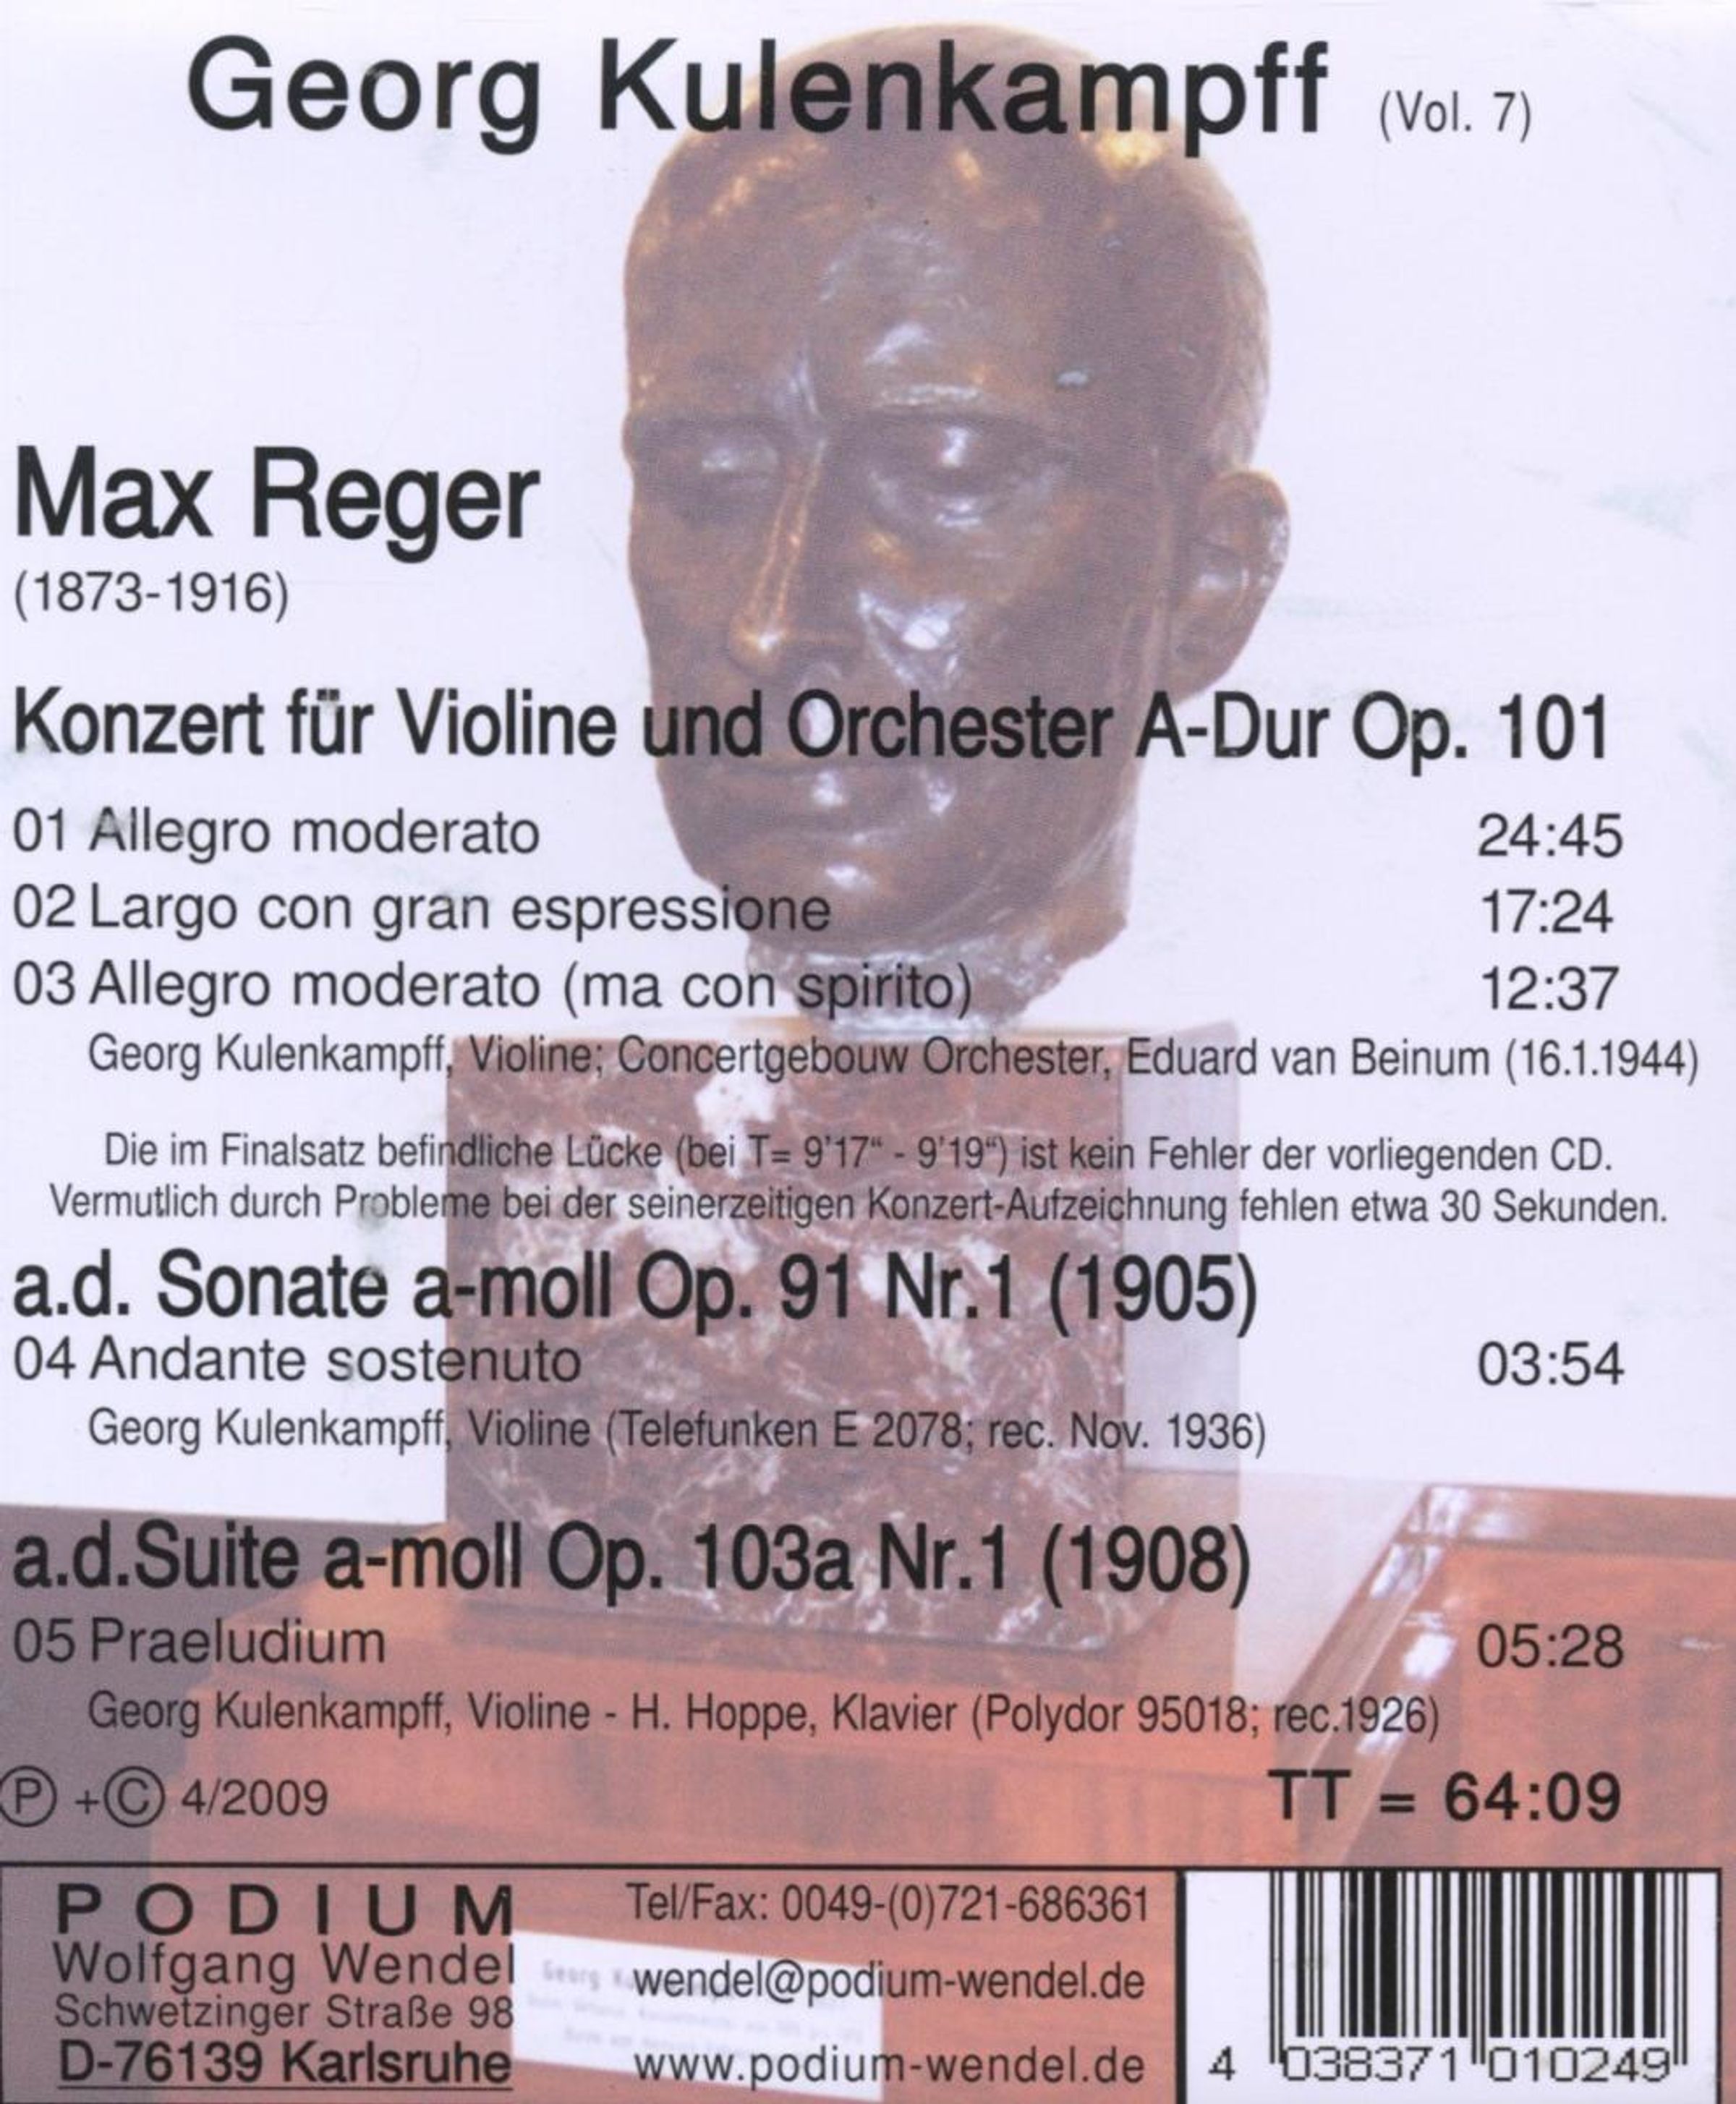 Georg Kulenkampff (Vol. 7)
Max Reger
(1873-1916)
Konzert für Violine und Orchester A-Dur Op. 101
01 Allegro moderato 24:45
02 Largo con gran espressione 17:24
03 Allegro moderato (ma con spirito) 12:37
Georg Kulenkampff, Violine; Concertgebouw Orchester, Eduard van Beinum (16.1.1944)
Die im Finalsatz befindliche Lücke (bei T= 9'17“ - 9'19“) ist kein Fehler der vorliegenden CD.
Vermutlich durch Probleme bei der seinerzeitigen Konzert-Aufzeichnung fehlen etwa 30 Sekunden.
a.d. Sonate a-moll Op. 91 Nr.1 (1905)
04 Andante sostenuto 03:54
Georg Kulenkampff, Violine (Telefunken E 2078; rec. Nov. 1936)
a.d.Suite a-moll Op. 103a Nr.1 (1908)
05 Praeludium 05:28
Georg Kulenkampff, Violine - H. Hoppe, Klavier (Polydor 95018; rec.1926)
Ⓟ +Ⓒ 4/2009 TT = 64:09
PODIUM
Wolfgang Wendel
Schwetzinger Straße 98
D-76139 Karlsruhe
Tel/Fax: 0049-(0)721-686361
wendel@podium-wendel.de
www.podium-wendel.de
Georg
4 038371 010249